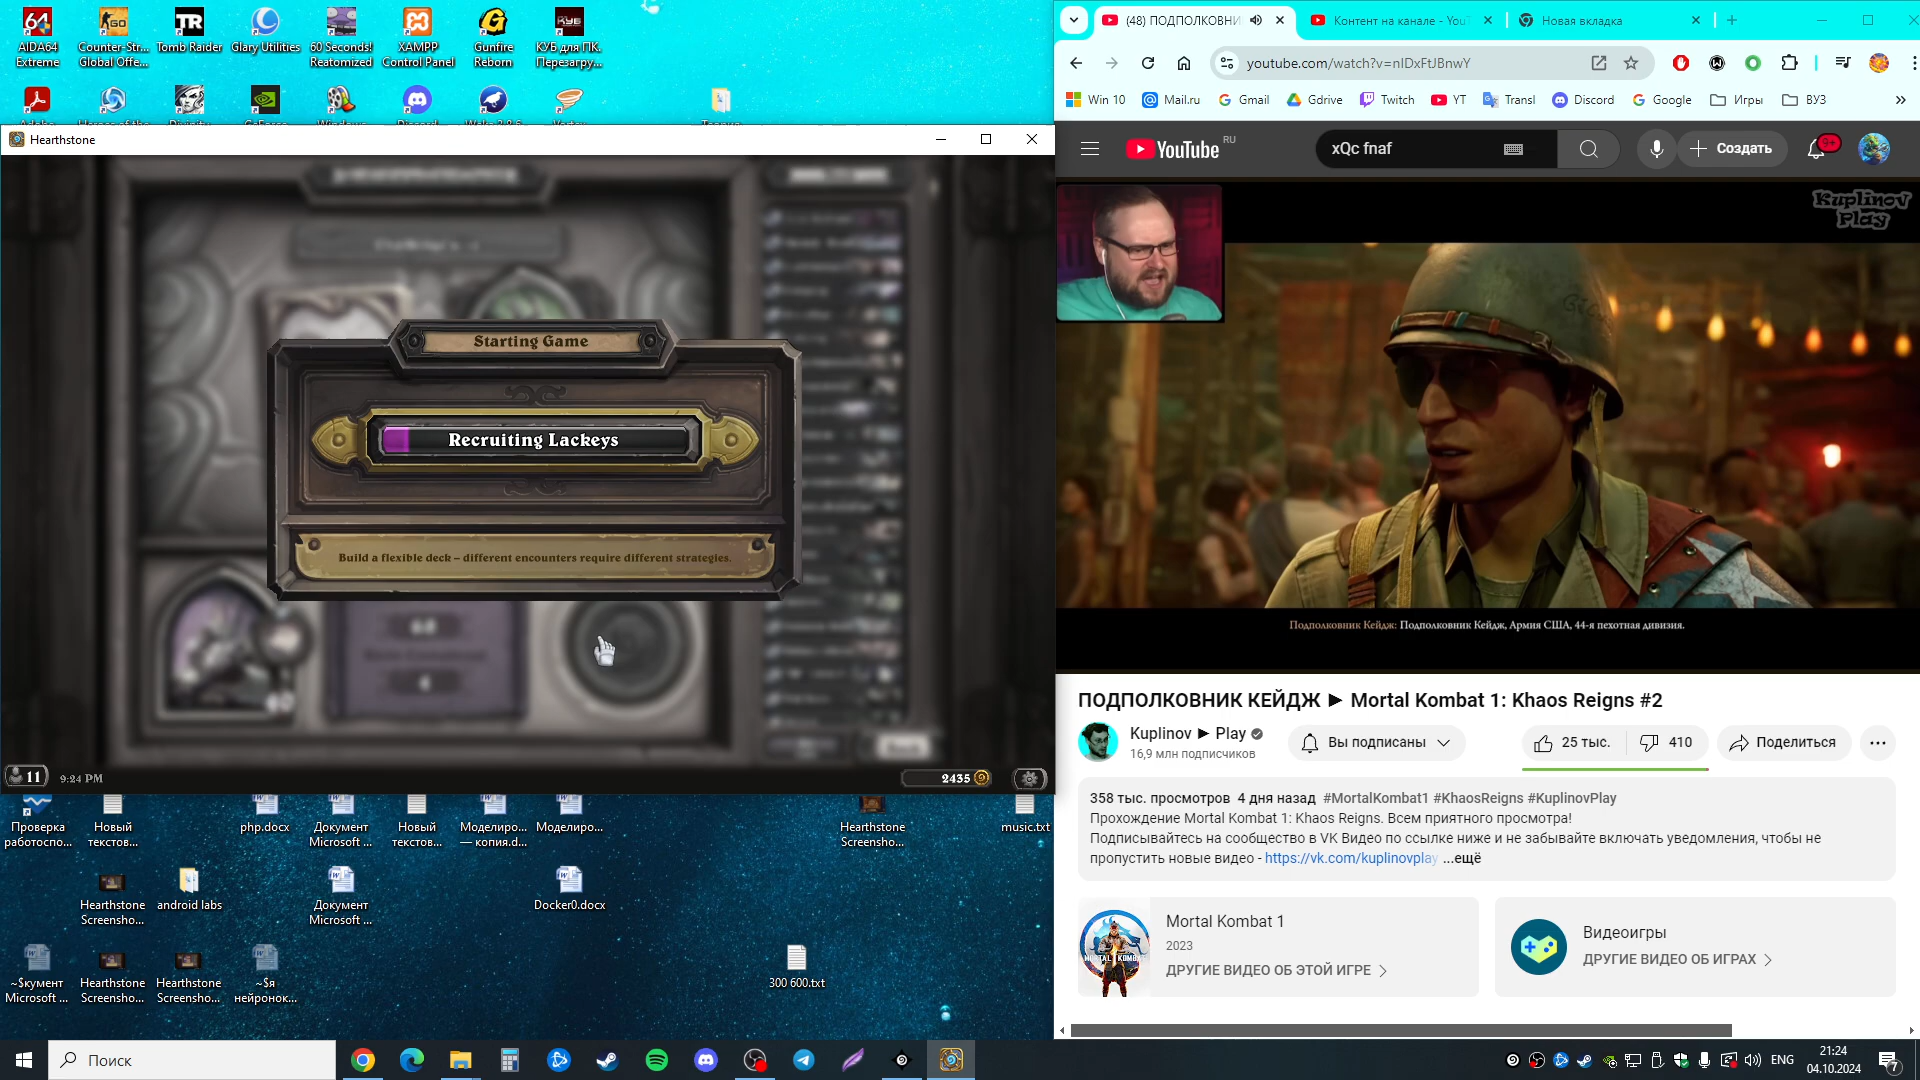 AIDA64 Extreme
Counter-Str... Global Offe...
Tomb Raider
Glary Utilities
60 Seconds! Reatomized
XAMPP Control Panel
Gunfire Reborn
КУБ для ПК. Перезагру...
Hearthstone
Starting Game
Recruiting Lackeys
Build a flexible deck – different encounters require different strategies.
11
9:24 PM
2435
Проверка работоспо...
Новый текстов...
php.docx
Документ Microsoft ...
Новый текстов...
Моделиро... — копия.d...
Моделиро...
Hearthstone Screensho...
music.txt
Hearthstone Screensho...
android labs
Документ Microsoft ...
Docker0.docx
~$кумент Microsoft ...
Hearthstone Screensho...
Hearthstone Screensho...
~$я нейронок...
300 600.txt
(48) ПОДПОЛКОВНИ
Контент на канале - YouT
Новая вкладка
youtube.com/watch?v=nIDxFtJBnwY
Win 10
Mail.ru
Gmail
Gdrive
Twitch
YT
Transl
Discord
Google
Игры
ВУЗ
YouTube RU
xQc fnaf
Создать
9+
Kuplinov Play
Подполковник Кейдж: Подполковник Кейдж, Армия США, 44-я пехотная дивизия.
ПОДПОЛКОВНИК КЕЙДЖ ► Mortal Kombat 1: Khaos Reigns #2
Kuplinov ► Play
16,9 млн подписчиков
Вы подписаны
25 тыс.
410
Поделиться
358 тыс. просмотров 4 дня назад #MortalKombat1 #KhaosReigns #KuplinovPlay
Прохождение Mortal Kombat 1: Khaos Reigns. Всем приятного просмотра!
Подписывайтесь на сообщество в VK Видео по ссылке ниже и не забывайте включать уведомления, чтобы не
пропустить новые видео - https://vk.com/kuplinovplay ...ещё
Mortal Kombat 1
2023
ДРУГИЕ ВИДЕО ОБ ЭТОЙ ИГРЕ
Видеоигры
ДРУГИЕ ВИДЕО ОБ ИГРАХ
Поиск
ENG
21:24
04.10.2024
7